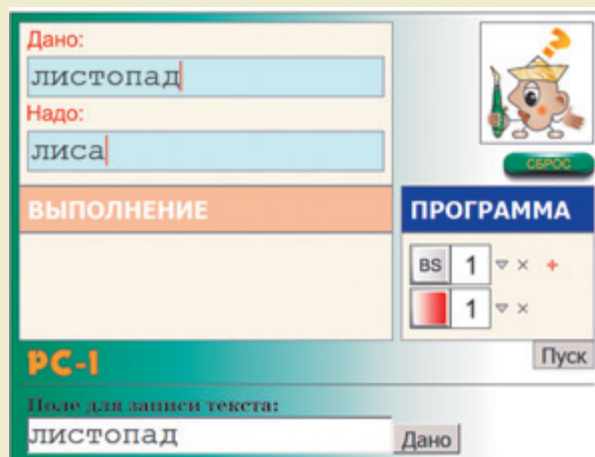 Дано:
листопад
Надо:
лиса
СБРОС
ВЫПОЛНЕНИЕ
ПРОГРАММА
BS 1
1
РС-1
Пуск
Поле для записи текста:
листопад
Дано